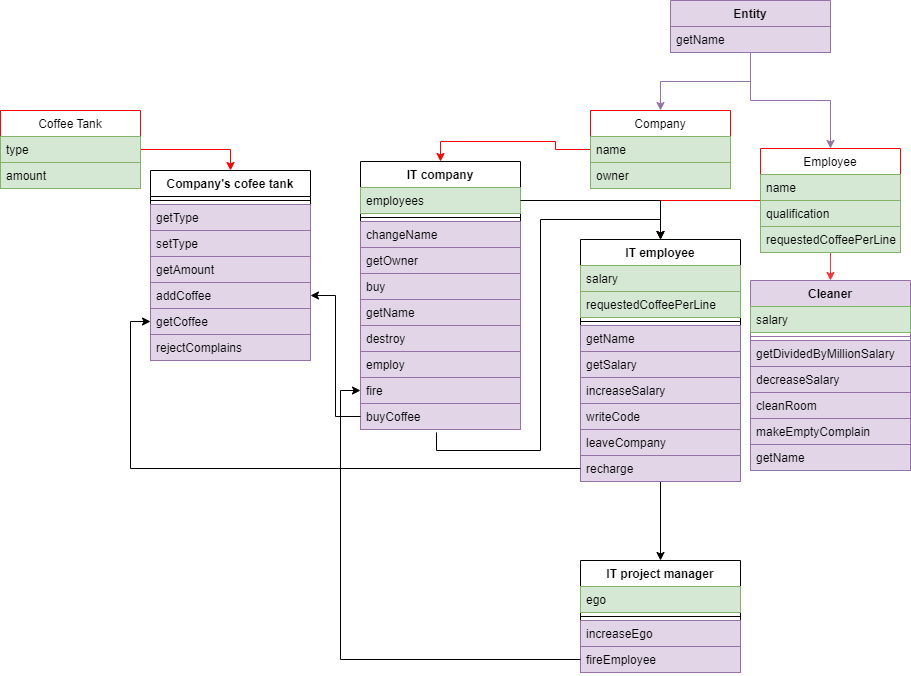 Entity
getName
Coffee Tank
type
amount
Company
name
owner
Employee
name
qualification
requestedCoffeePerLine
Company's cofee tank
getType
setType
getAmount
addCoffee
getCoffee
rejectComplains
IT company
employees
changeName
getOwner
buy
getName
destroy
employ
fire
buyCoffee
IT employee
salary
requestedCoffeePerLine
getName
getSalary
increaseSalary
writeCode
leaveCompany
recharge
Cleaner
salary
getDividedByMillionSalary
decreaseSalary
cleanRoom
makeEmptyComplain
getName
IT project manager
ego
increaseEgo
fireEmployee